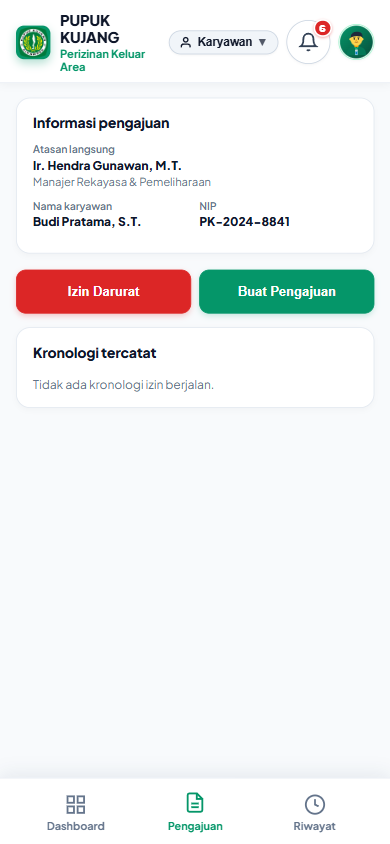 PUPUK
KUJANG
Perizinan Keluar
Area
Karyawan ▼
6
Informasi pengajuan
Atasan langsung
Ir. Hendra Gunawan, M.T.
Manajer Rekayasa & Pemeliharaan
Nama karyawan
NIP
Budi Pratama, S.T.
PK-2024-8841
Izin Darurat
Buat Pengajuan
Kronologi tercatat
Tidak ada kronologi izin berjalan.
Dashboard
Pengajuan
Riwayat